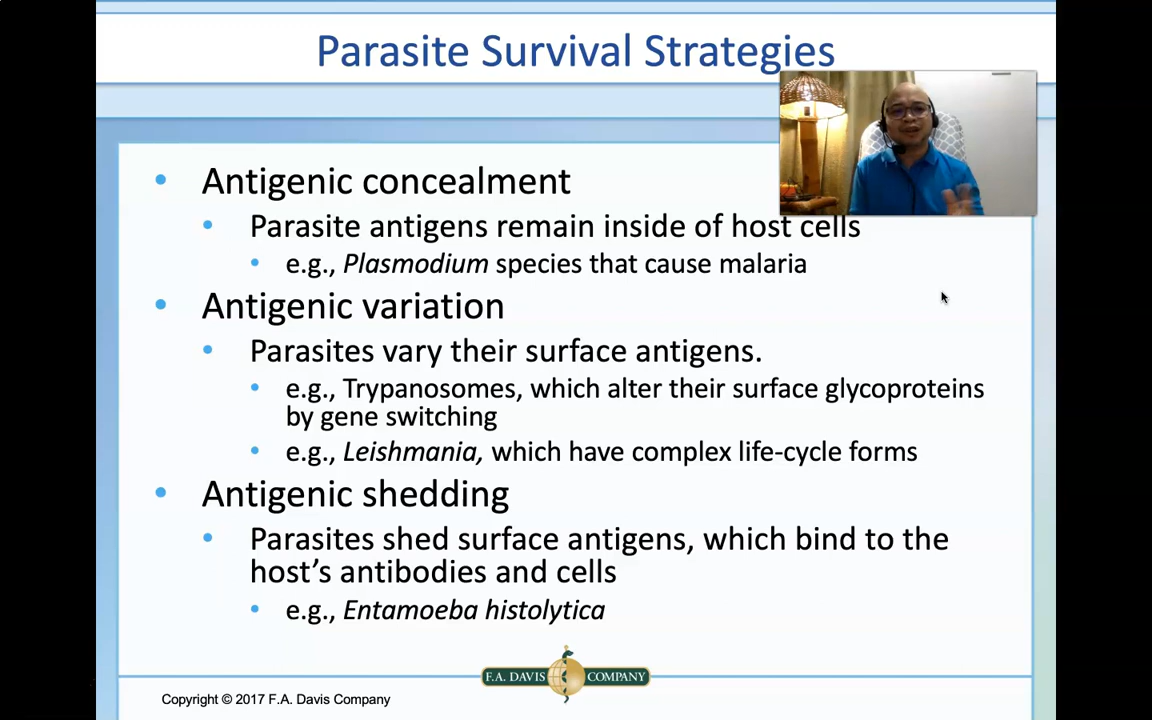 Parasite Survival Strategies
• Antigenic concealment
• Parasite antigens remain inside of host cells
• e.g., Plasmodium species that cause malaria
• Antigenic variation
• Parasites vary their surface antigens.
• e.g., Trypanosomes, which alter their surface glycoproteins
by gene switching
• e.g., Leishmania, which have complex life-cycle forms
• Antigenic shedding
• Parasites shed surface antigens, which bind to the
host’s antibodies and cells
• e.g., Entamoeba histolytica
F.A. DAVIS COMPANY
Copyright © 2017 F.A. Davis Company